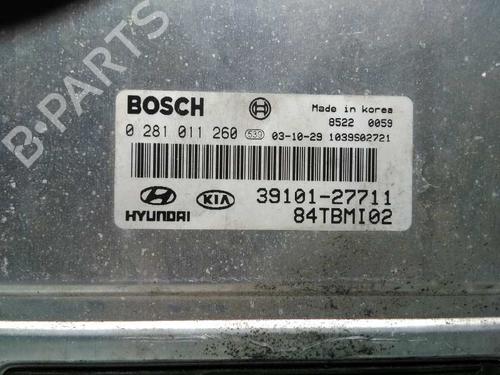 B-PARTS
BOSCH Made in korea
8522 0059
0 281 011 260 530 03-10-29 1039S02721
HYUNDAI KIA 39101-27711
84TBMI02